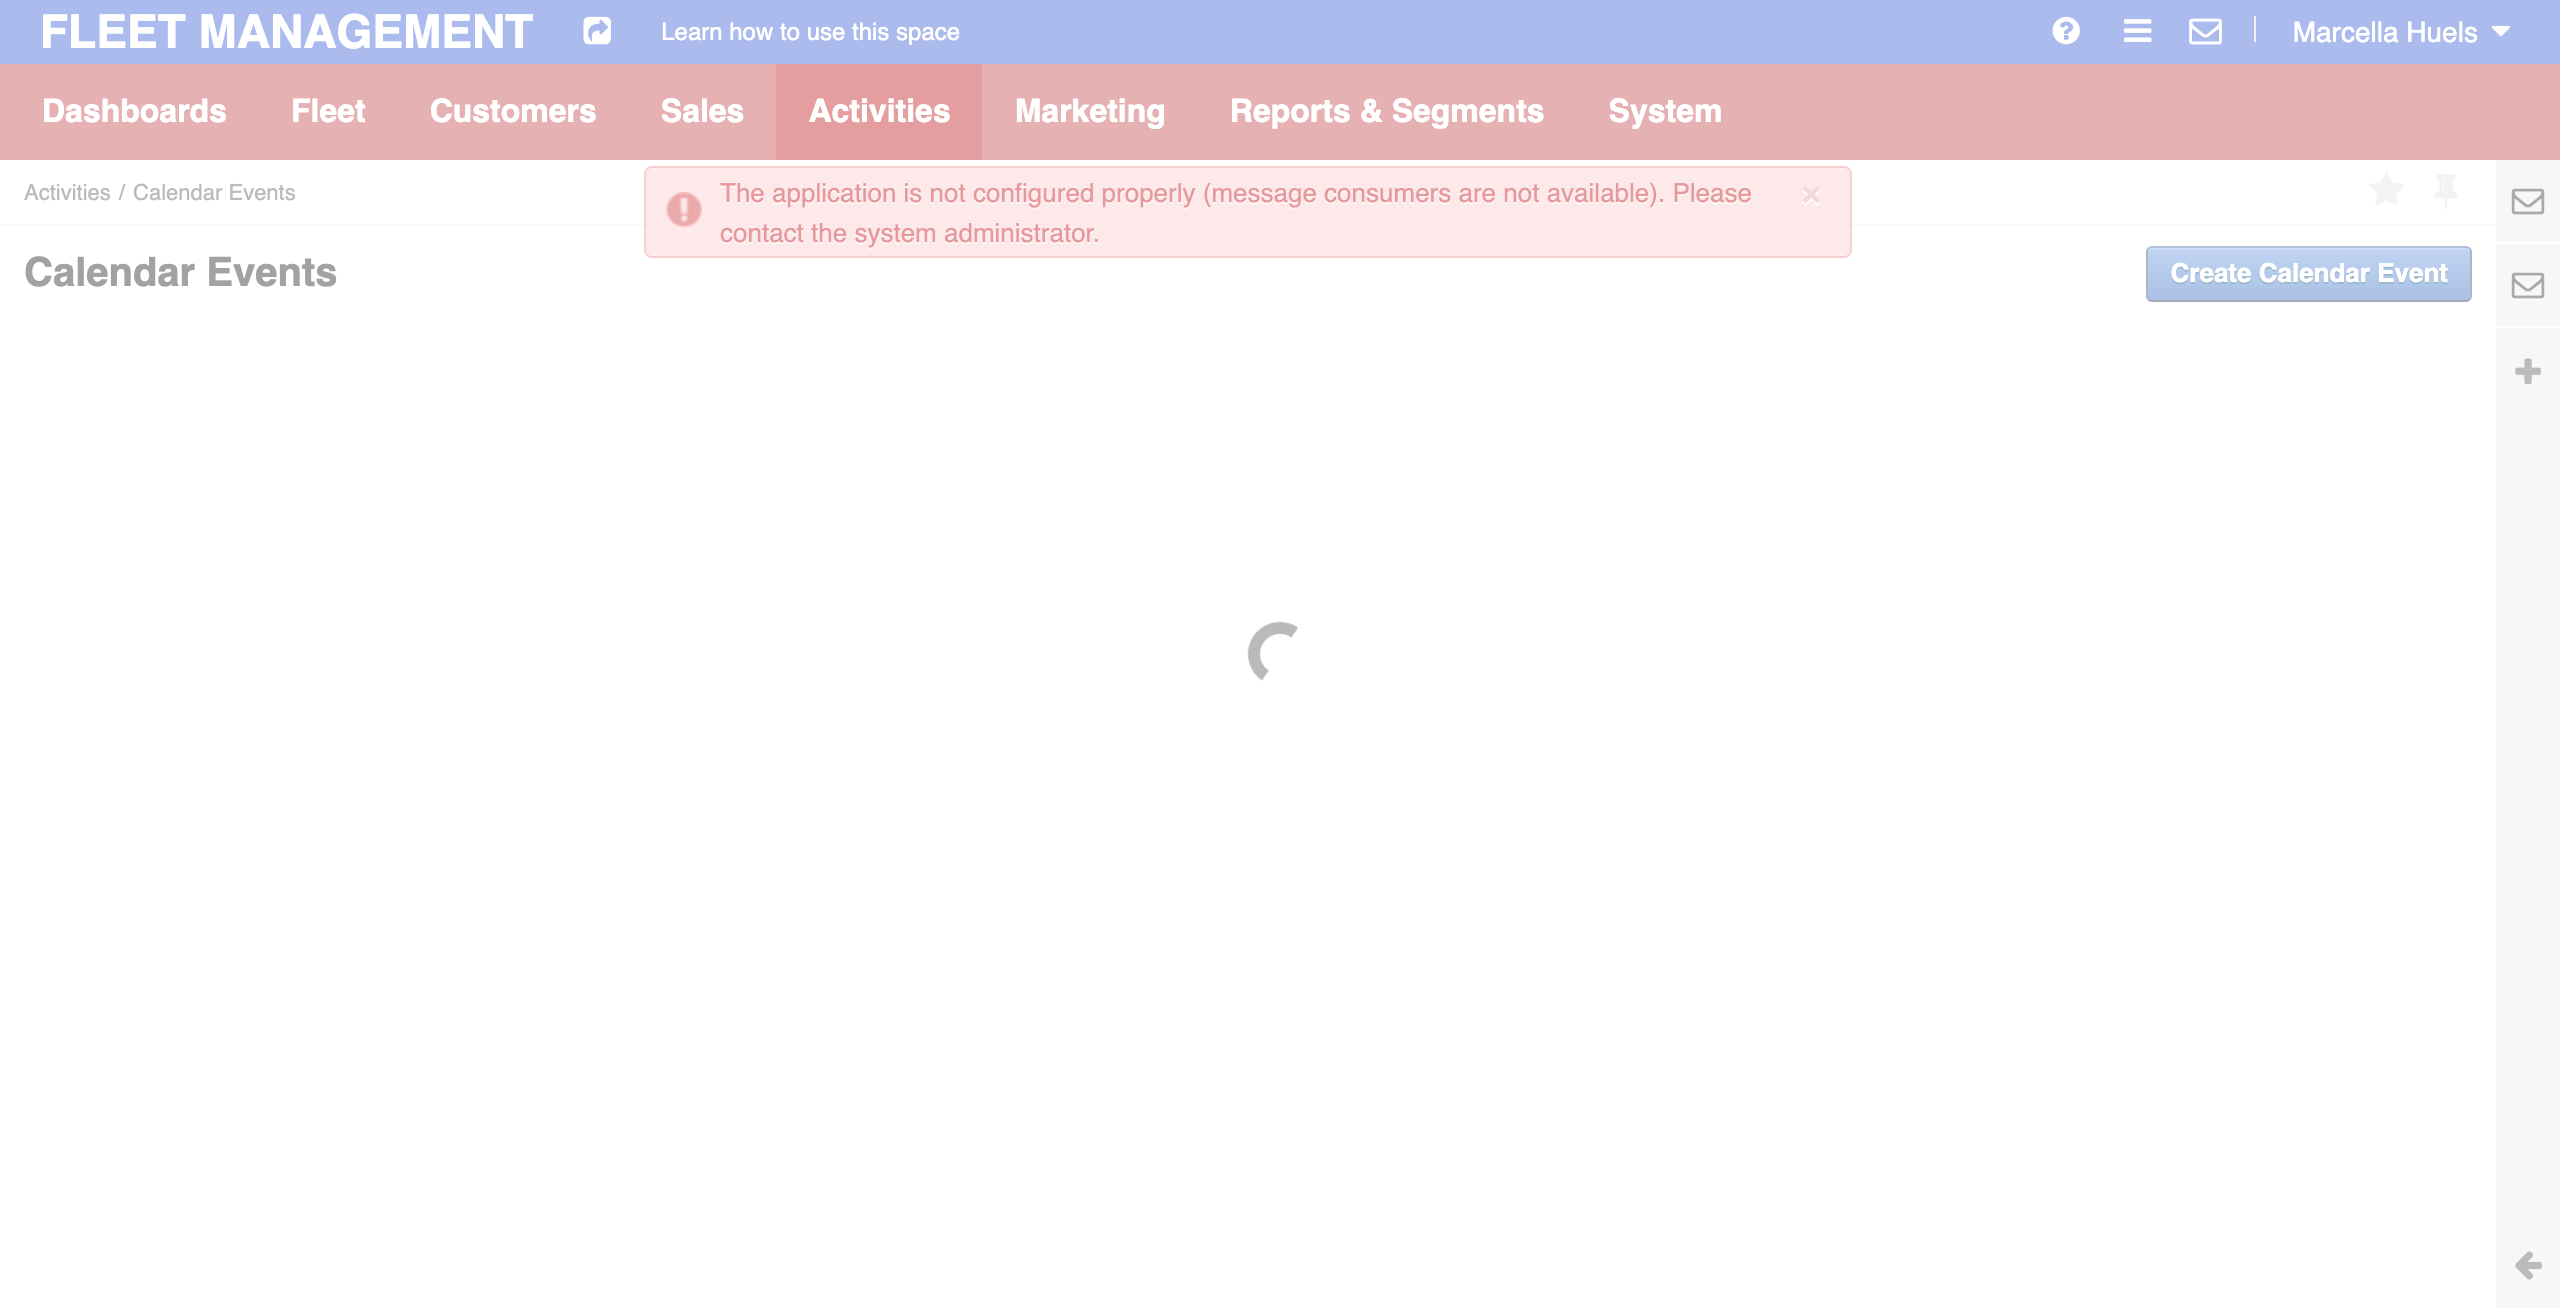 FLEET MANAGEMENT
Learn how to use this space
Marcella Huels
Dashboards
Fleet
Customers
Sales
Activities
Marketing
Reports & Segments
System
Activities / Calendar Events
The application is not configured properly (message consumers are not available). Please
contact the system administrator.
×
Calendar Events
Create Calendar Event